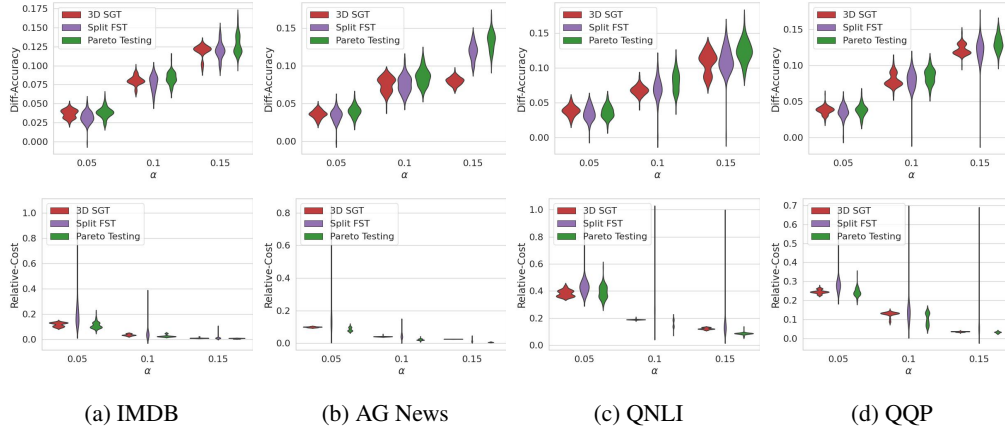 3D SGT
Split FST
Pareto Testing
0.175
0.150
0.125
0.100
0.075
0.050
0.025
0.000
Diff-Accuracy
0.05 0.1 0.15
α
3D SGT
Split FST
Pareto Testing
0.15
0.10
0.05
0.00
Diff-Accuracy
0.05 0.1 0.15
α
3D SGT
Split FST
Pareto Testing
0.15
0.10
0.05
0.00
Diff-Accuracy
0.05 0.1 0.15
α
3D SGT
Split FST
Pareto Testing
0.15
0.10
0.05
0.00
Diff-Accuracy
0.05 0.1 0.15
α
3D SGT
Split FST
Pareto Testing
1.0
0.8
0.6
0.4
0.2
0.0
Relative-Cost
0.05 0.1 0.15
α
3D SGT
Split FST
Pareto Testing
0.8
0.6
0.4
0.2
0.0
Relative-Cost
0.05 0.1 0.15
α
3D SGT
Split FST
Pareto Testing
1.0
0.8
0.6
0.4
0.2
0.0
Relative-Cost
0.05 0.1 0.15
α
3D SGT
Split FST
Pareto Testing
0.7
0.6
0.5
0.4
0.3
0.2
0.1
0.0
Relative-Cost
0.05 0.1 0.15
α
(a) IMDB (b) AG News (c) QNLI (d) QQP